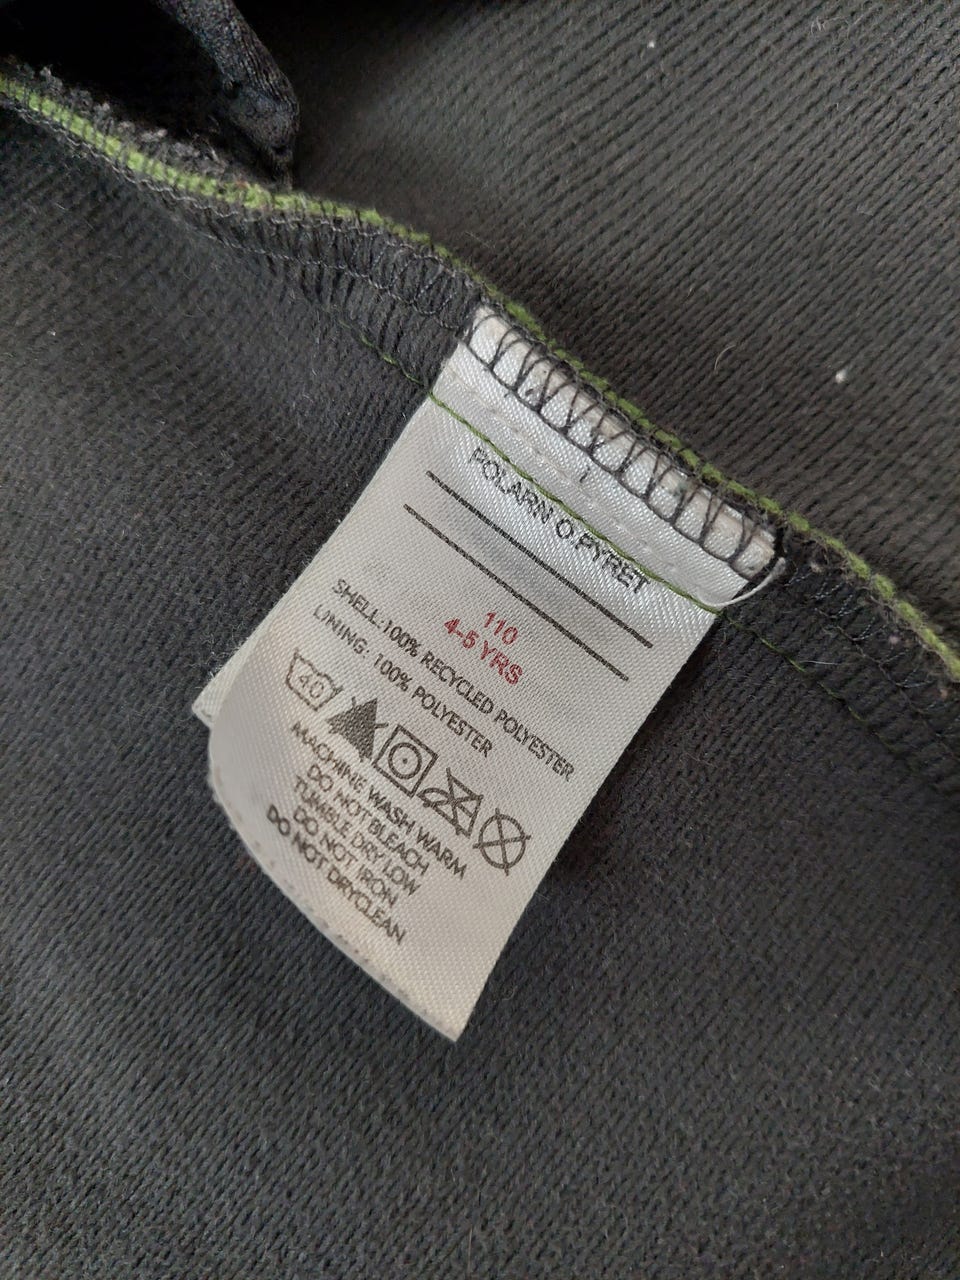 POLARN O. PYRET
110
4-5 YRS
SHELL:100% RECYCLED POLYESTER
LINING: 100% POLYESTER
40
MACHINE WASH WARM
DO NOT BLEACH
TUMBLE DRY LOW
DO NOT IRON
DO NOT DRYCLEAN